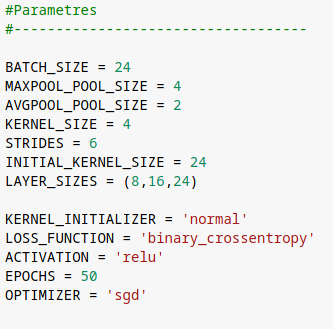 #Parametres
#-----------------------------------
BATCH_SIZE = 24
MAXPOOL_POOL_SIZE = 4
AVGPOOL_POOL_SIZE = 2
KERNEL_SIZE = 4
STRIDES = 6
INITIAL_KERNEL_SIZE = 24
LAYER_SIZES = (8,16,24)
KERNEL_INITIALIZER = 'normal'
LOSS_FUNCTION = 'binary_crossentropy'
ACTIVATION = 'relu'
EPOCHS = 50
OPTIMIZER = 'sgd'